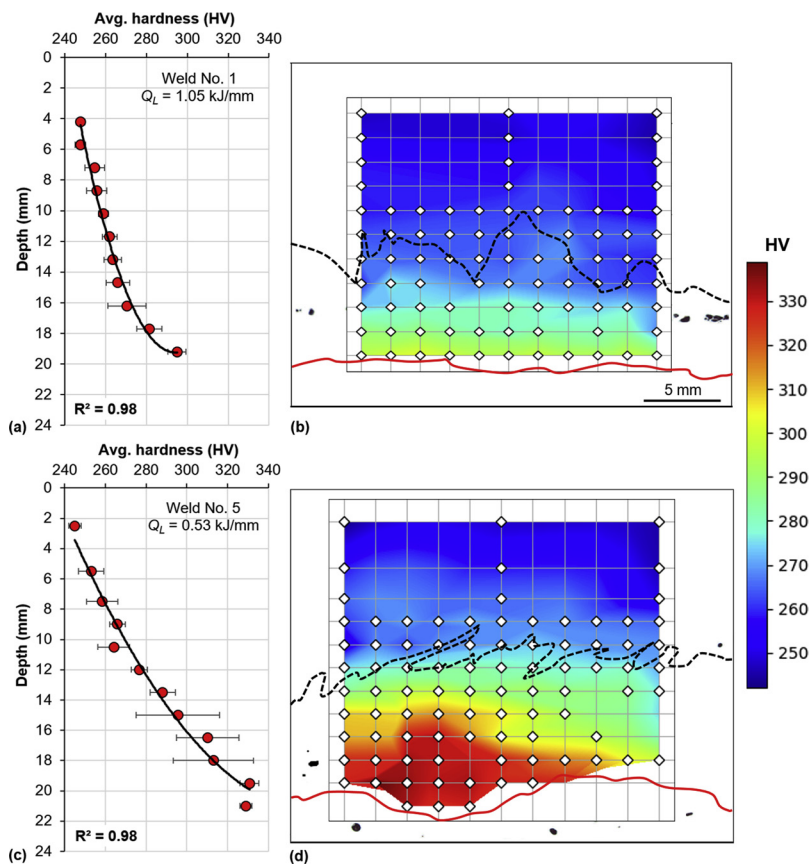 Avg. hardness (HV)
240 260 280 300 320 340
0
2
4
6
8
10
12
14
16
18
20
22
24
Depth (mm)
Weld No. 1
Q_L = 1.05 kJ/mm
R² = 0.98
(a)
5 mm
(b)
HV
330
320
310
300
290
280
270
260
250
Avg. hardness (HV)
240 260 280 300 320 340
0
2
4
6
8
10
12
14
16
18
20
22
24
Depth (mm)
Weld No. 5
Q_L = 0.53 kJ/mm
R² = 0.98
(c)
(d)